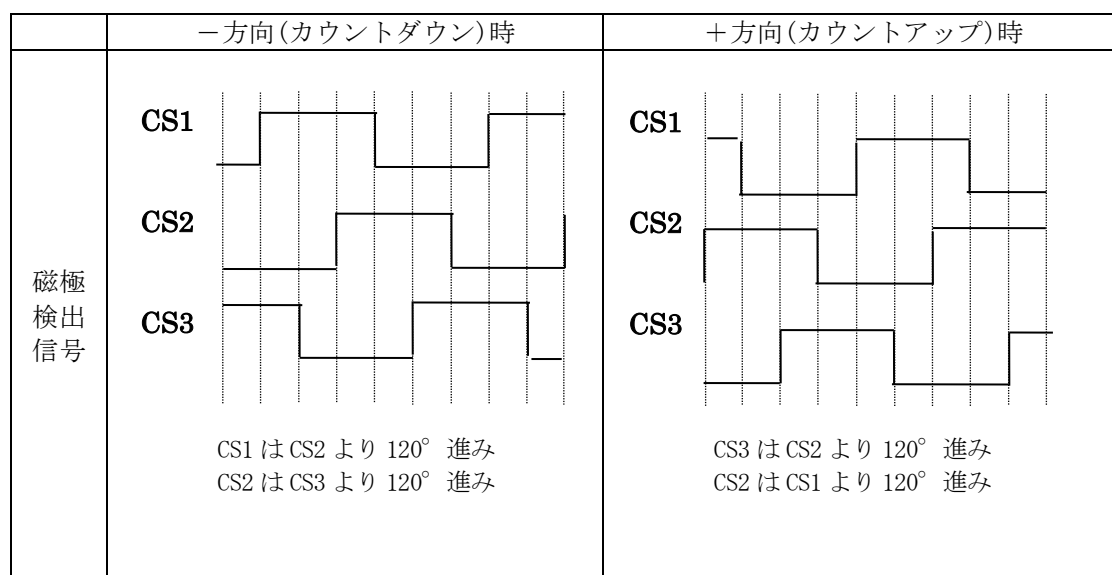 －方向(カウントダウン)時
＋方向(カウントアップ)時
磁極
検出
信号
CS1
CS2
CS3
CS1 は CS2 より 120° 進み
CS2 は CS3 より 120° 進み
CS1
CS2
CS3
CS3 は CS2 より 120° 進み
CS2 は CS1 より 120° 進み